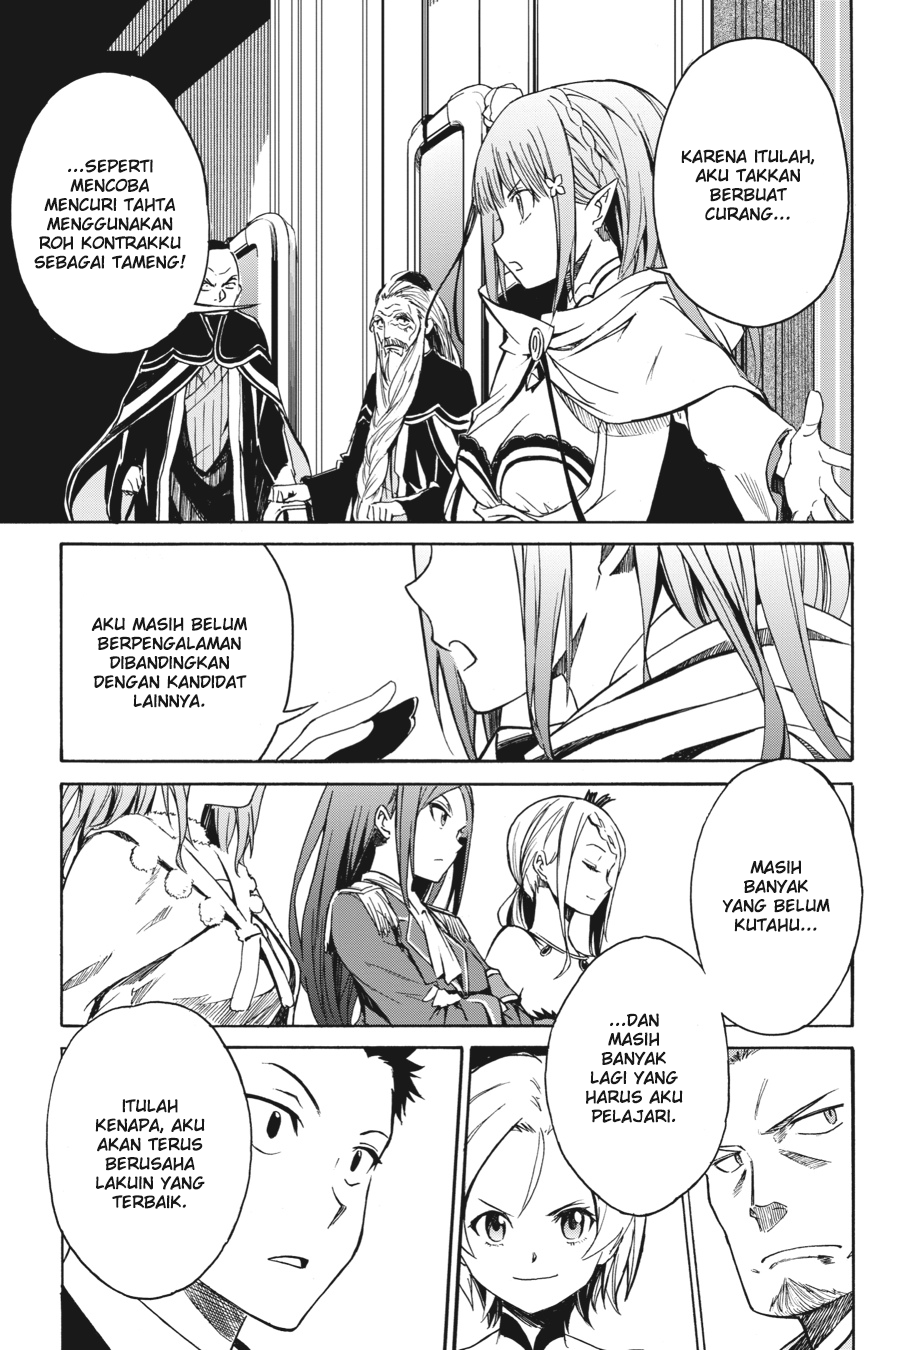 KARENA ITULAH,
AKU TAKKAN
BERBUAT
CURANG...
...SEPERTI
MENCOBA
MENCURI TAHTA
MENGGUNAKAN
ROH KONTRAKKU
SEBAGAI TAMENG!
AKU MASIH BELUM
BERPENGALAMAN
DIBANDINGKAN
DENGAN KANDIDAT
LAINNYA.
MASIH
BANYAK
YANG BELUM
KUTAHU...
...DAN
MASIH
BANYAK
LAGI YANG
HARUS AKU
PELAJARI.
ITULAH
KENAPA, AKU
AKAN TERUS
BERUSAHA
LAKUIN YANG
TERBAIK.